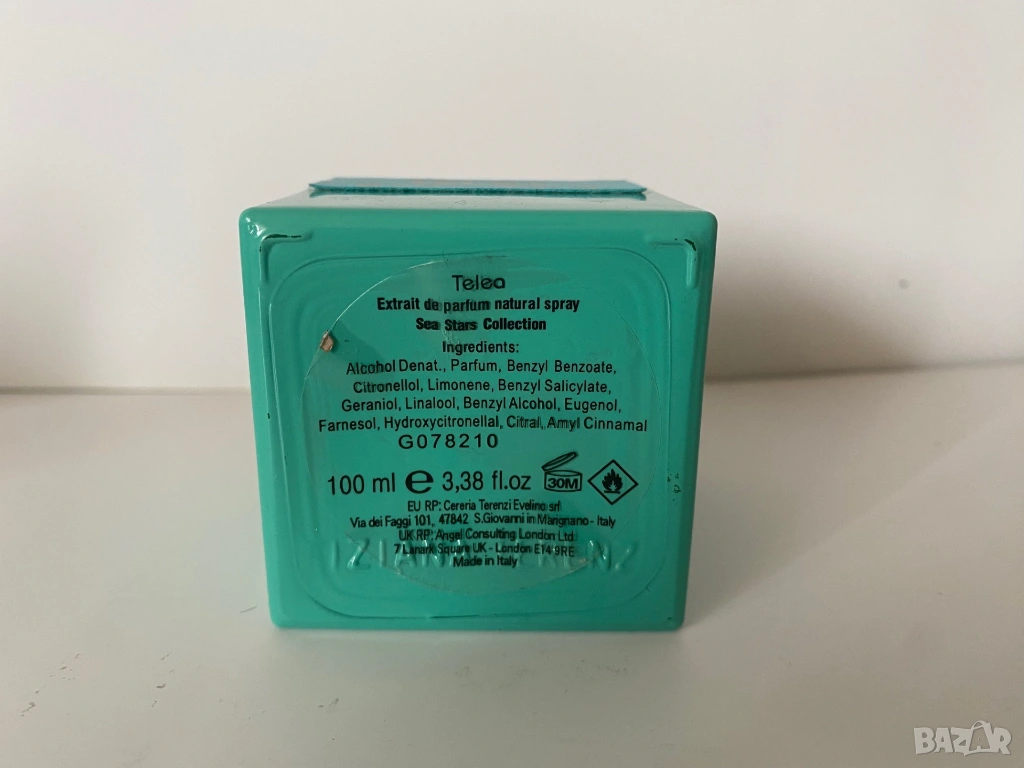 Telea
Extrait de parfum natural spray
Sea Stars Collection
Ingredients:
Alcohol Denat., Parfum, Benzyl Benzoate,
Citronellol, Limonene, Benzyl Salicylate,
Geraniol, Linalool, Benzyl Alcohol, Eugenol,
Farnesol, Hydroxycitronellal, Citral, Amyl Cinnamal
G078210
100 ml e 3,38 fl.oz 30M
EU RP: Cereria Terenzi Evelino srl
Via dei Faggi 101, 47842 S.Giovanni in Marignano - Italy
UK RP: Angel Consulting London Ltd
7 Lanark Square UK - London E14 9RE
Made in Italy
BAZAR